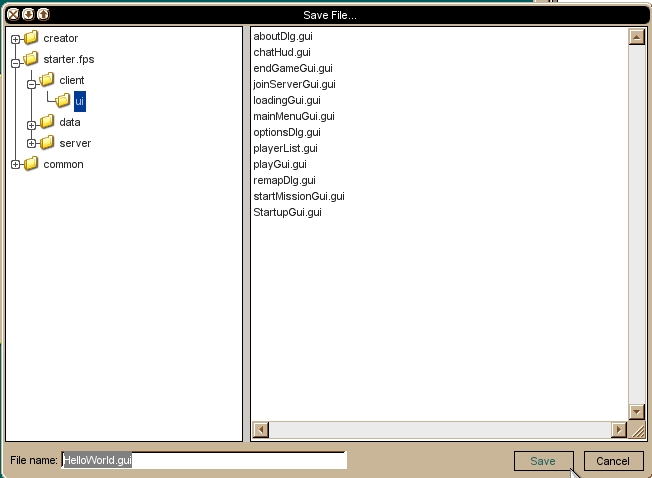 Save File...
creator
starter.fps
client
ui
data
server
common
aboutDlg.gui
chatHud.gui
endGameGui.gui
joinServerGui.gui
loadingGui.gui
mainMenuGui.gui
optionsDlg.gui
playerList.gui
playGui.gui
remapDlg.gui
startMissionGui.gui
StartupGui.gui
File name: HelloWorld.gui
Save Cancel